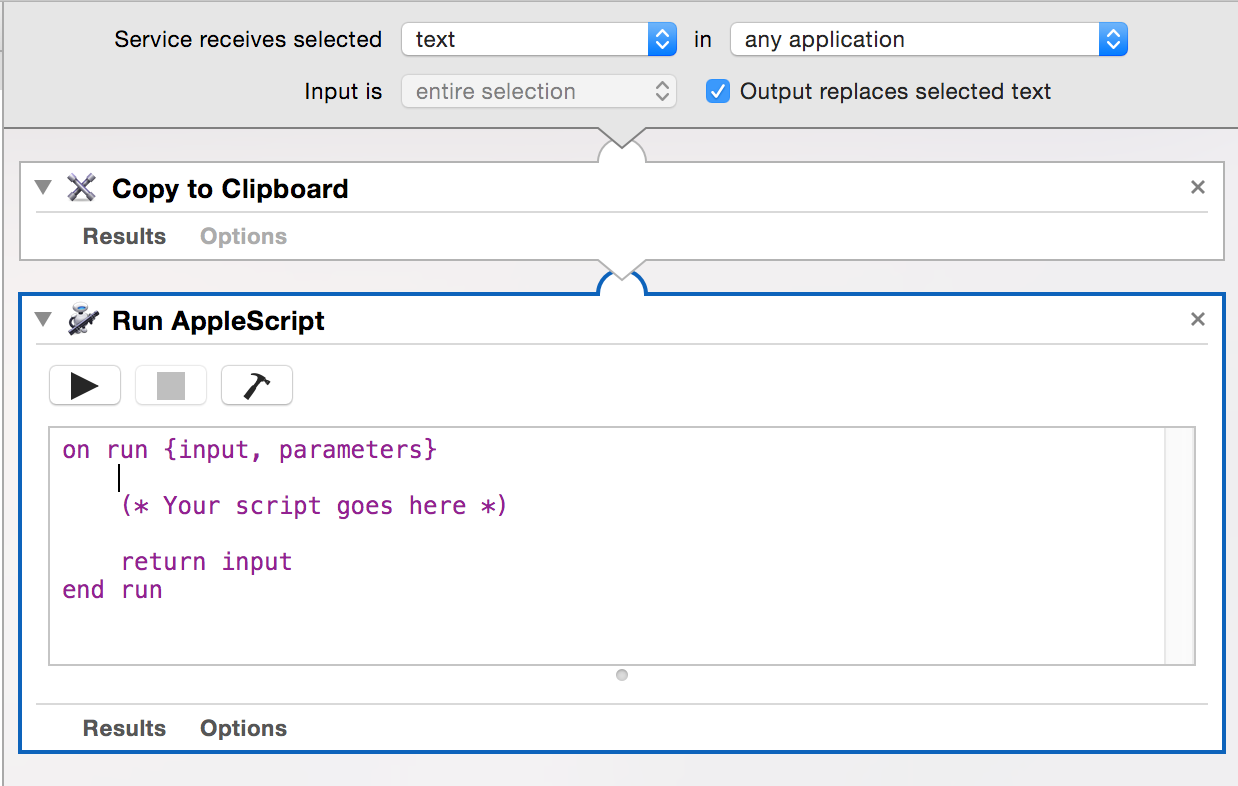 Service receives selected text in any application
Input is entire selection Output replaces selected text
Copy to Clipboard
Results Options
Run AppleScript
on run {input, parameters}
(* Your script goes here *)
return input
end run
Results Options